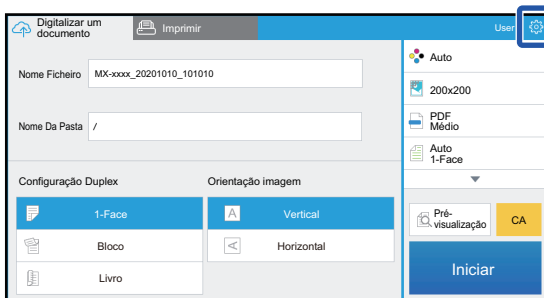 Digitalizar um
documento
Imprimir
User
Nome Ficheiro
MX-xxxx_20201010_101010
Nome Da Pasta
/
Configuração Duplex
Orientação imagem
1-Face
A
Vertical
Bloco
A
Horizontal
Livro
Auto
200x200
PDF
Médio
Auto
1-Face
Pré-
visualização
CA
Iniciar